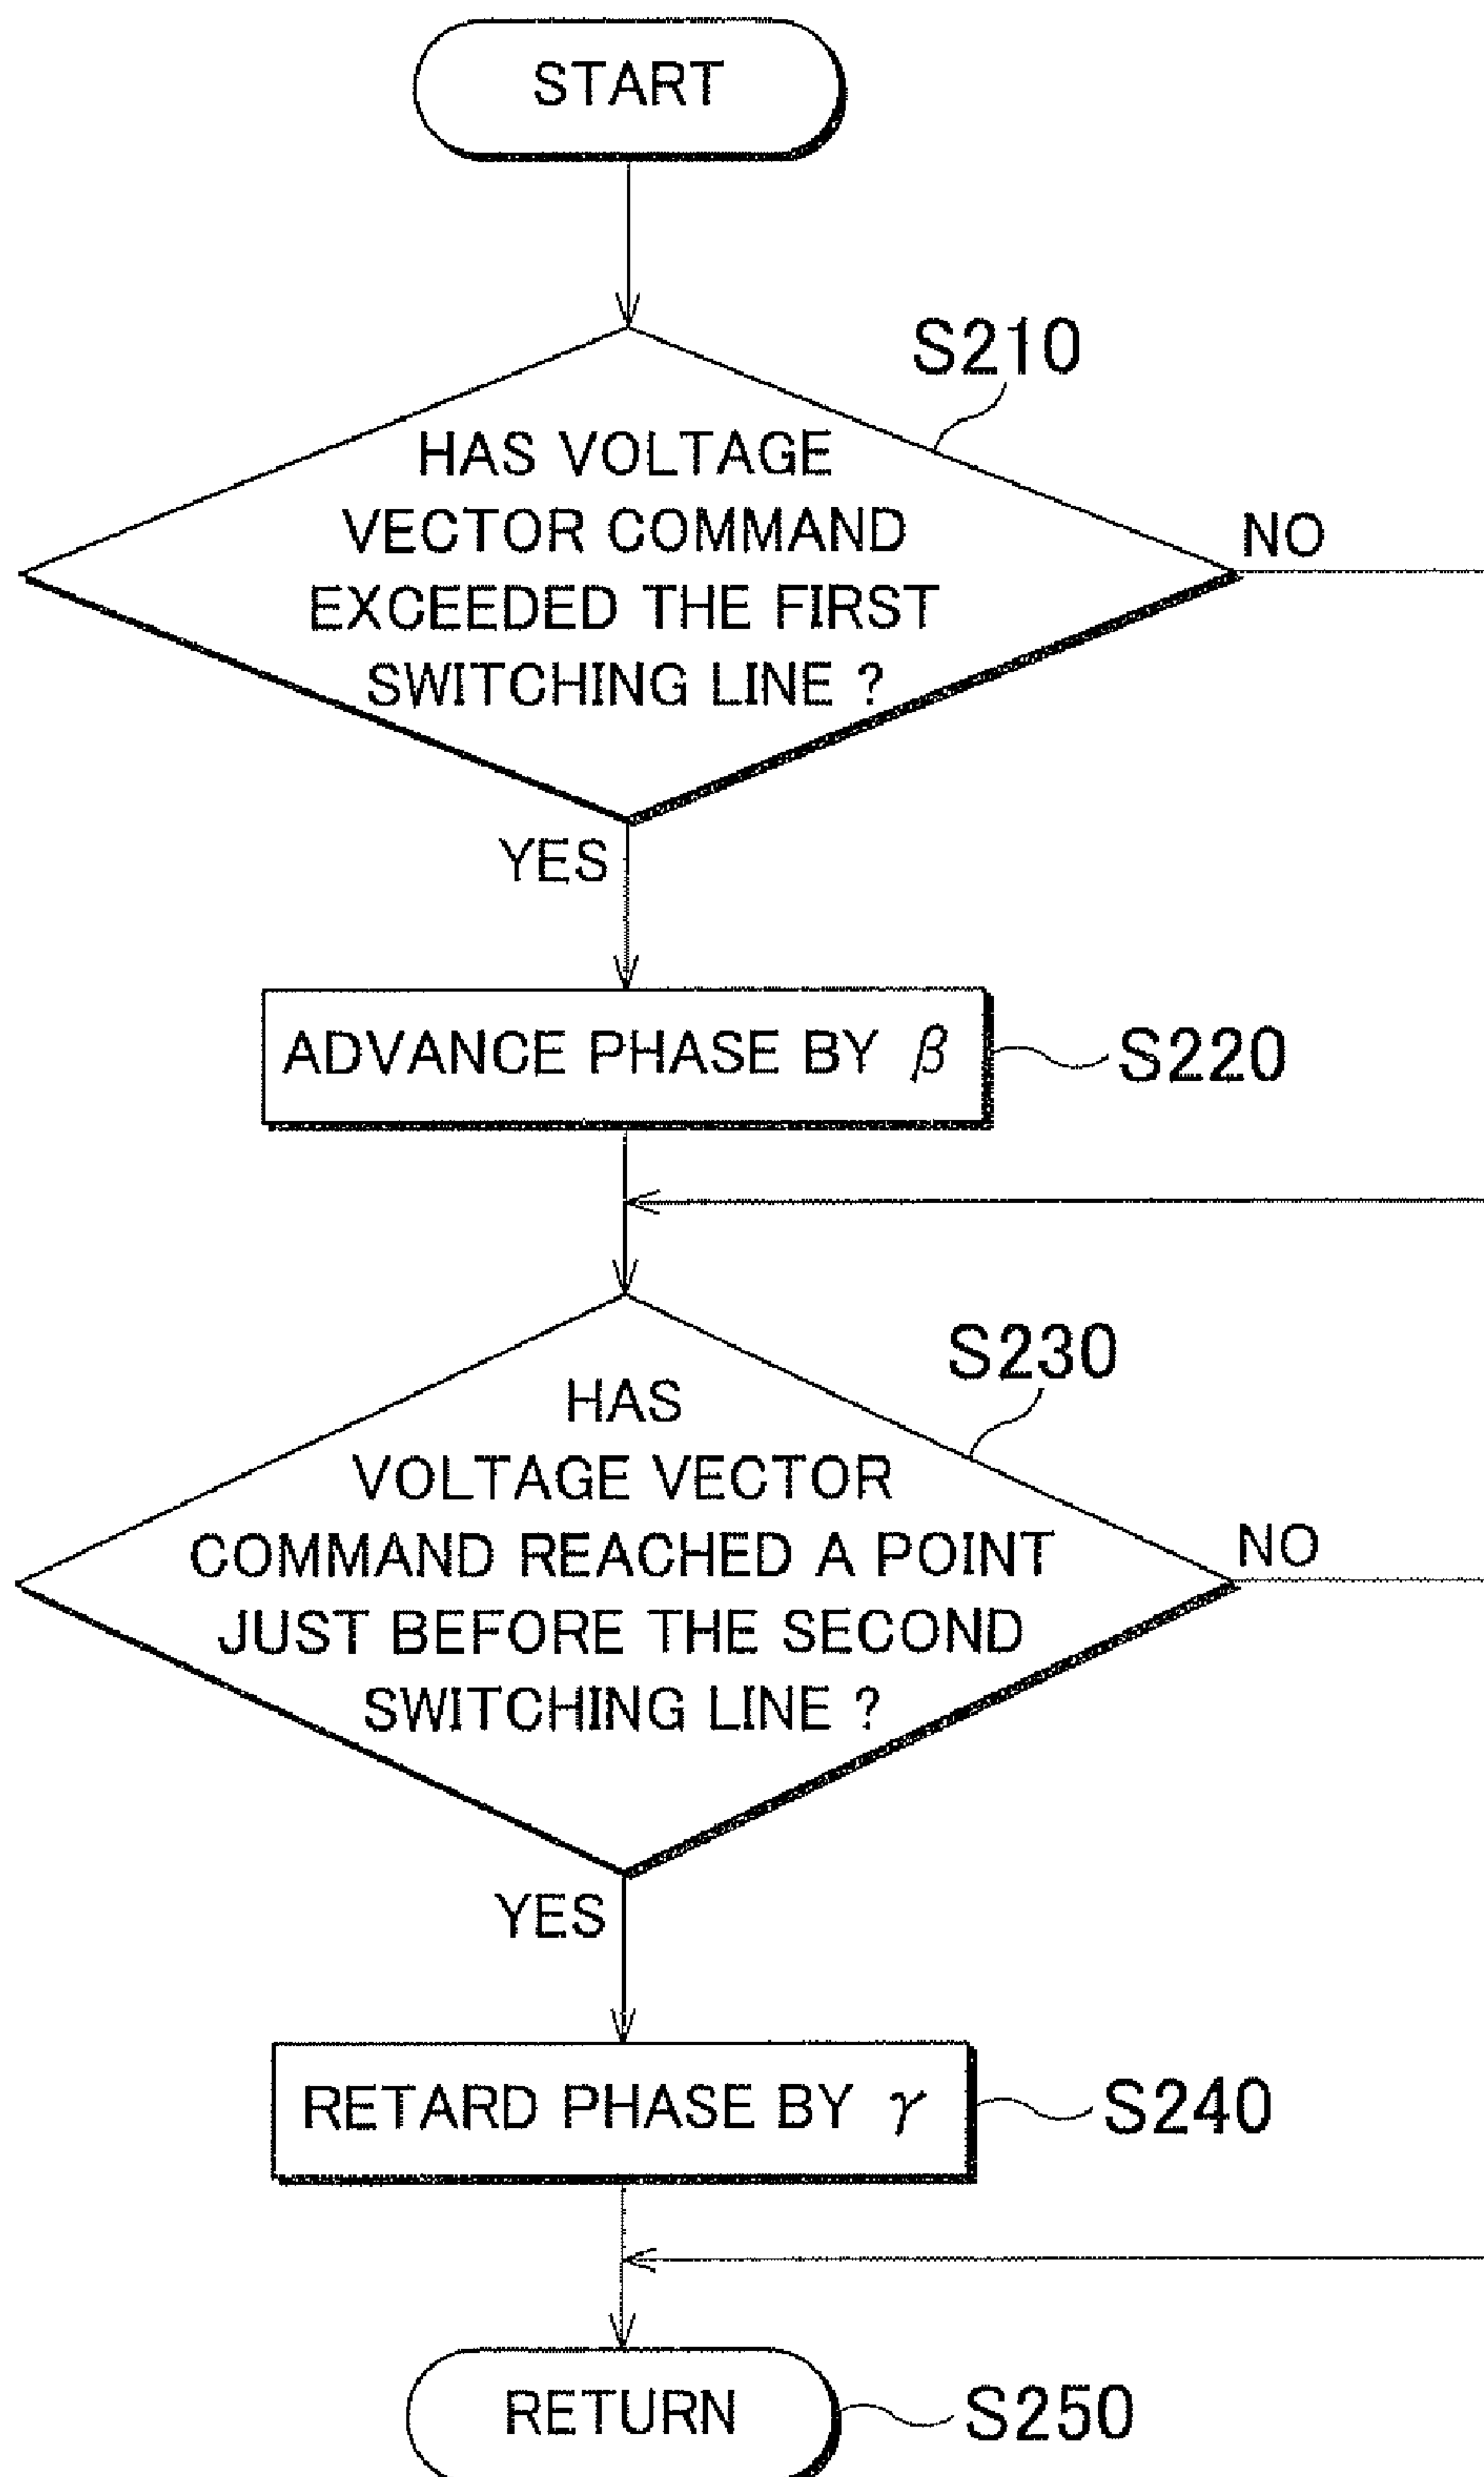 START
S210
HAS VOLTAGE
VECTOR COMMAND
EXCEEDED THE FIRST
SWITCHING LINE ?
NO
YES
ADVANCE PHASE BY β
S220
S230
HAS
VOLTAGE VECTOR
COMMAND REACHED A POINT
JUST BEFORE THE SECOND
SWITCHING LINE ?
NO
YES
RETARD PHASE BY γ
S240
RETURN
S250